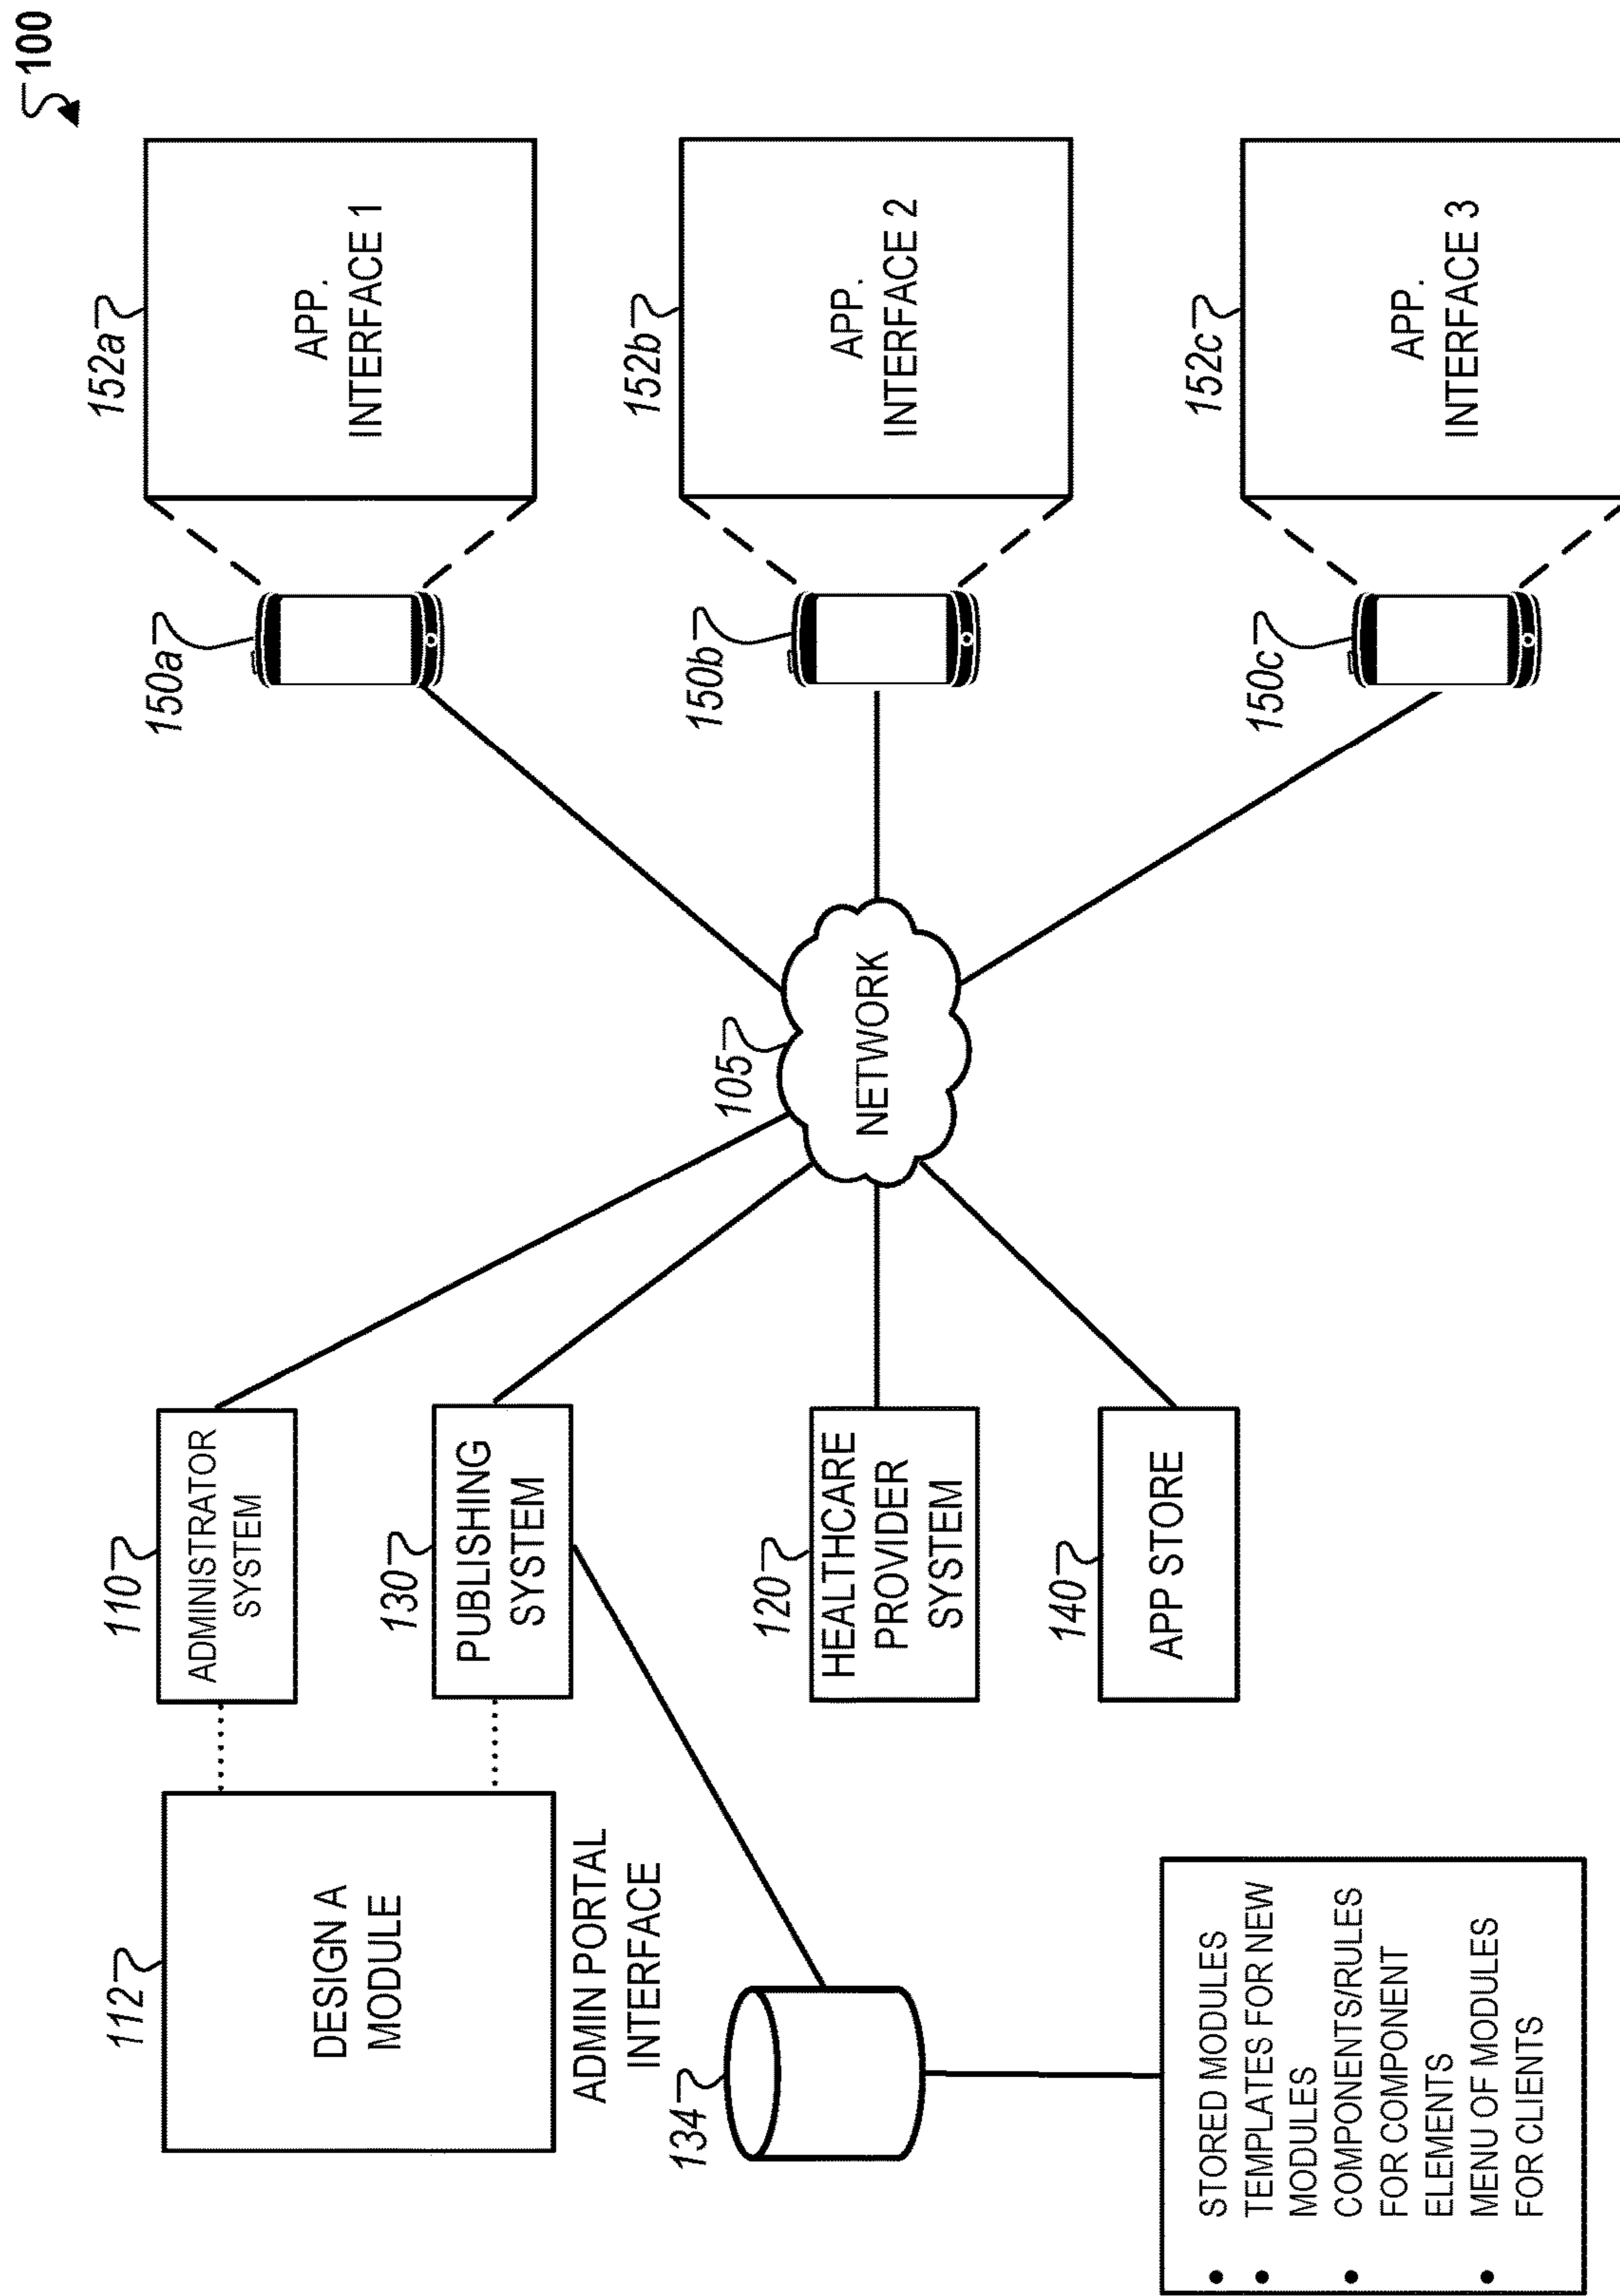 100
112
DESIGN A
MODULE
ADMIN PORTAL
INTERFACE
110
ADMINISTRATOR
SYSTEM
130
PUBLISHING
SYSTEM
120
HEALTHCARE
PROVIDER
SYSTEM
140
APP STORE
134
• STORED MODULES
• TEMPLATES FOR NEW
MODULES
• COMPONENTS/RULES
FOR COMPONENT
ELEMENTS
• MENU OF MODULES
FOR CLIENTS
105
NETWORK
150a
150b
150c
152a
APP.
INTERFACE 1
152b
APP.
INTERFACE 2
152c
APP.
INTERFACE 3